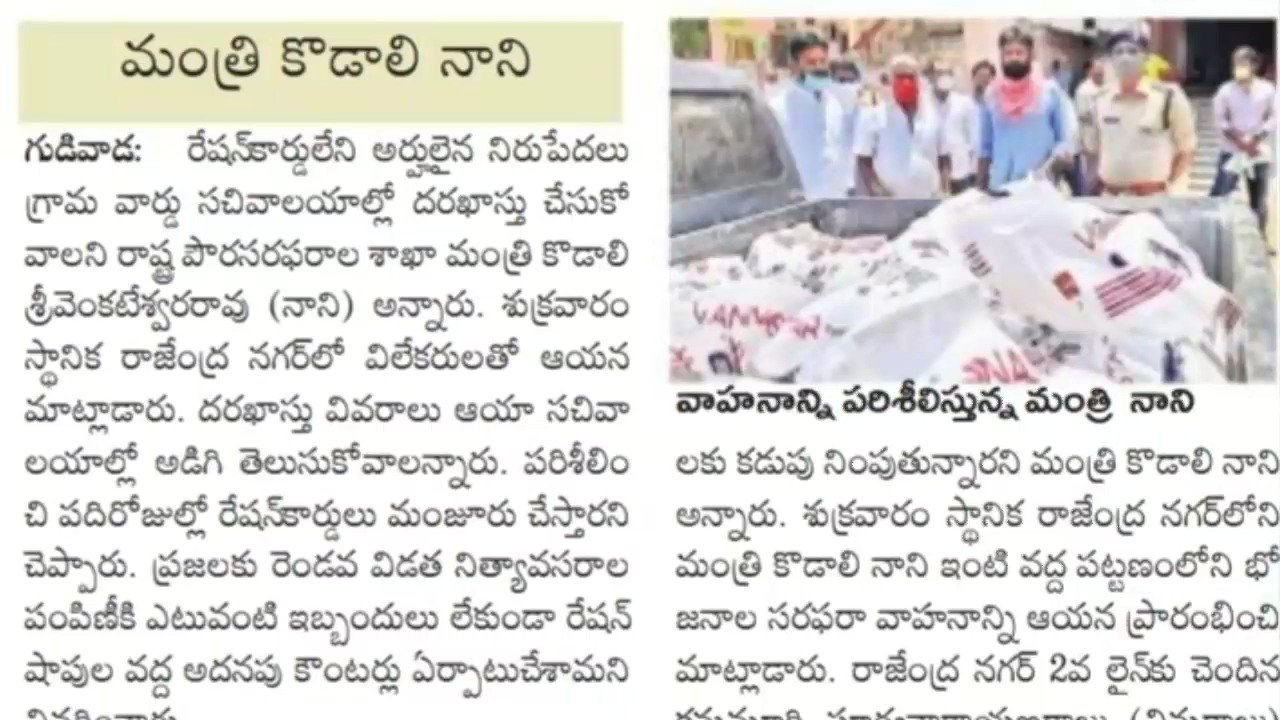 మంత్రి కొడాలి నాని
గుడివాడ: రేషన్‌కార్డులేని అర్హులైన నిరుపేదలు
గ్రామ వార్డు సచివాలయాల్లో దరఖాస్తు చేసుకో
వాలని రాష్ట్ర పౌరసరఫరాల శాఖా మంత్రి కొడాలి
శ్రీవెంకటేశ్వరరావు (నాని) అన్నారు. శుక్రవారం
స్థానిక రాజేంద్ర నగర్‌లో విలేకరులతో ఆయన
మాట్లాడారు. దరఖాస్తు వివరాలు ఆయా సచివా
లయాల్లో అడిగి తెలుసుకోవాలన్నారు. పరిశీలిం
చి పదిరోజుల్లో రేషన్‌కార్డులు మంజూరు చేస్తారని
చెప్పారు. ప్రజలకు రెండవ విడత నిత్యావసరాల
పంపిణీకి ఎటువంటి ఇబ్బందులు లేకుండా రేషన్
షాపుల వద్ద అదనపు కౌంటర్లు ఏర్పాటుచేశామని
వాహనాన్ని పరిశీలిస్తున్న మంత్రి నాని
లకు కడుపు నింపుతున్నారని మంత్రి కొడాలి నాని
అన్నారు. శుక్రవారం స్థానిక రాజేంద్ర నగర్‌లోని
మంత్రి కొడాలి నాని ఇంటి వద్ద పట్టణంలోని భో
జనాల సరఫరా వాహనాన్ని ఆయన ప్రారంభించి
మాట్లాడారు. రాజేంద్ర నగర్ 2వ లైన్‌కు చెందిన